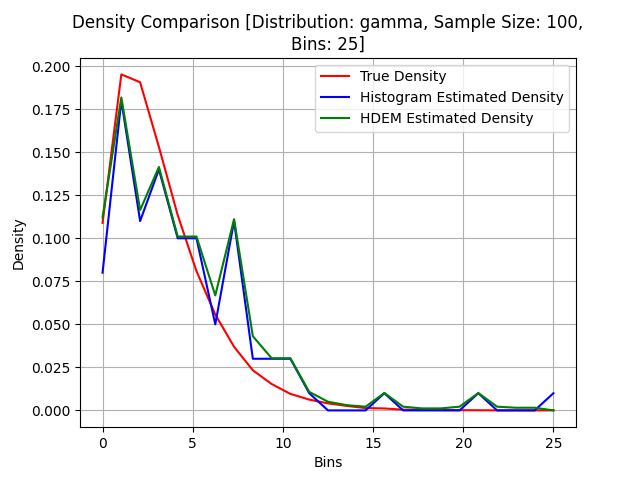 Density Comparison [Distribution: gamma, Sample Size: 100,
Bins: 25]
True Density
Histogram Estimated Density
HDEM Estimated Density
Density
0.200
0.175
0.150
0.125
0.100
0.075
0.050
0.025
0.000
0 5 10 15 20 25
Bins